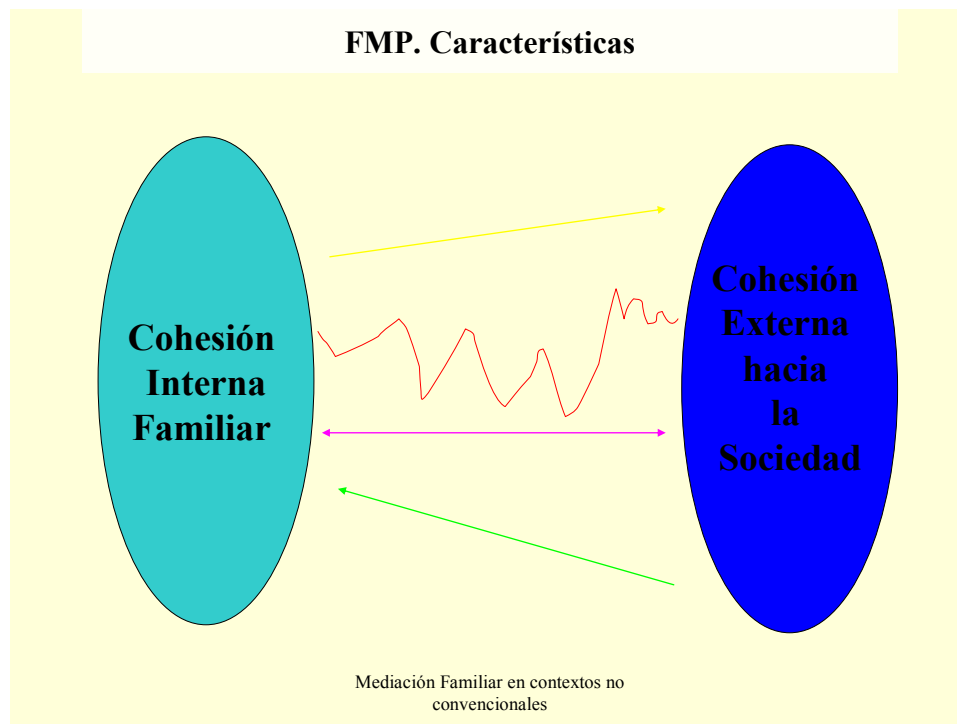 FMP. Características
Cohesión
Interna
Familiar
Cohesión
Externa
hacia
la
Sociedad
Mediación Familiar en contextos no
convencionales